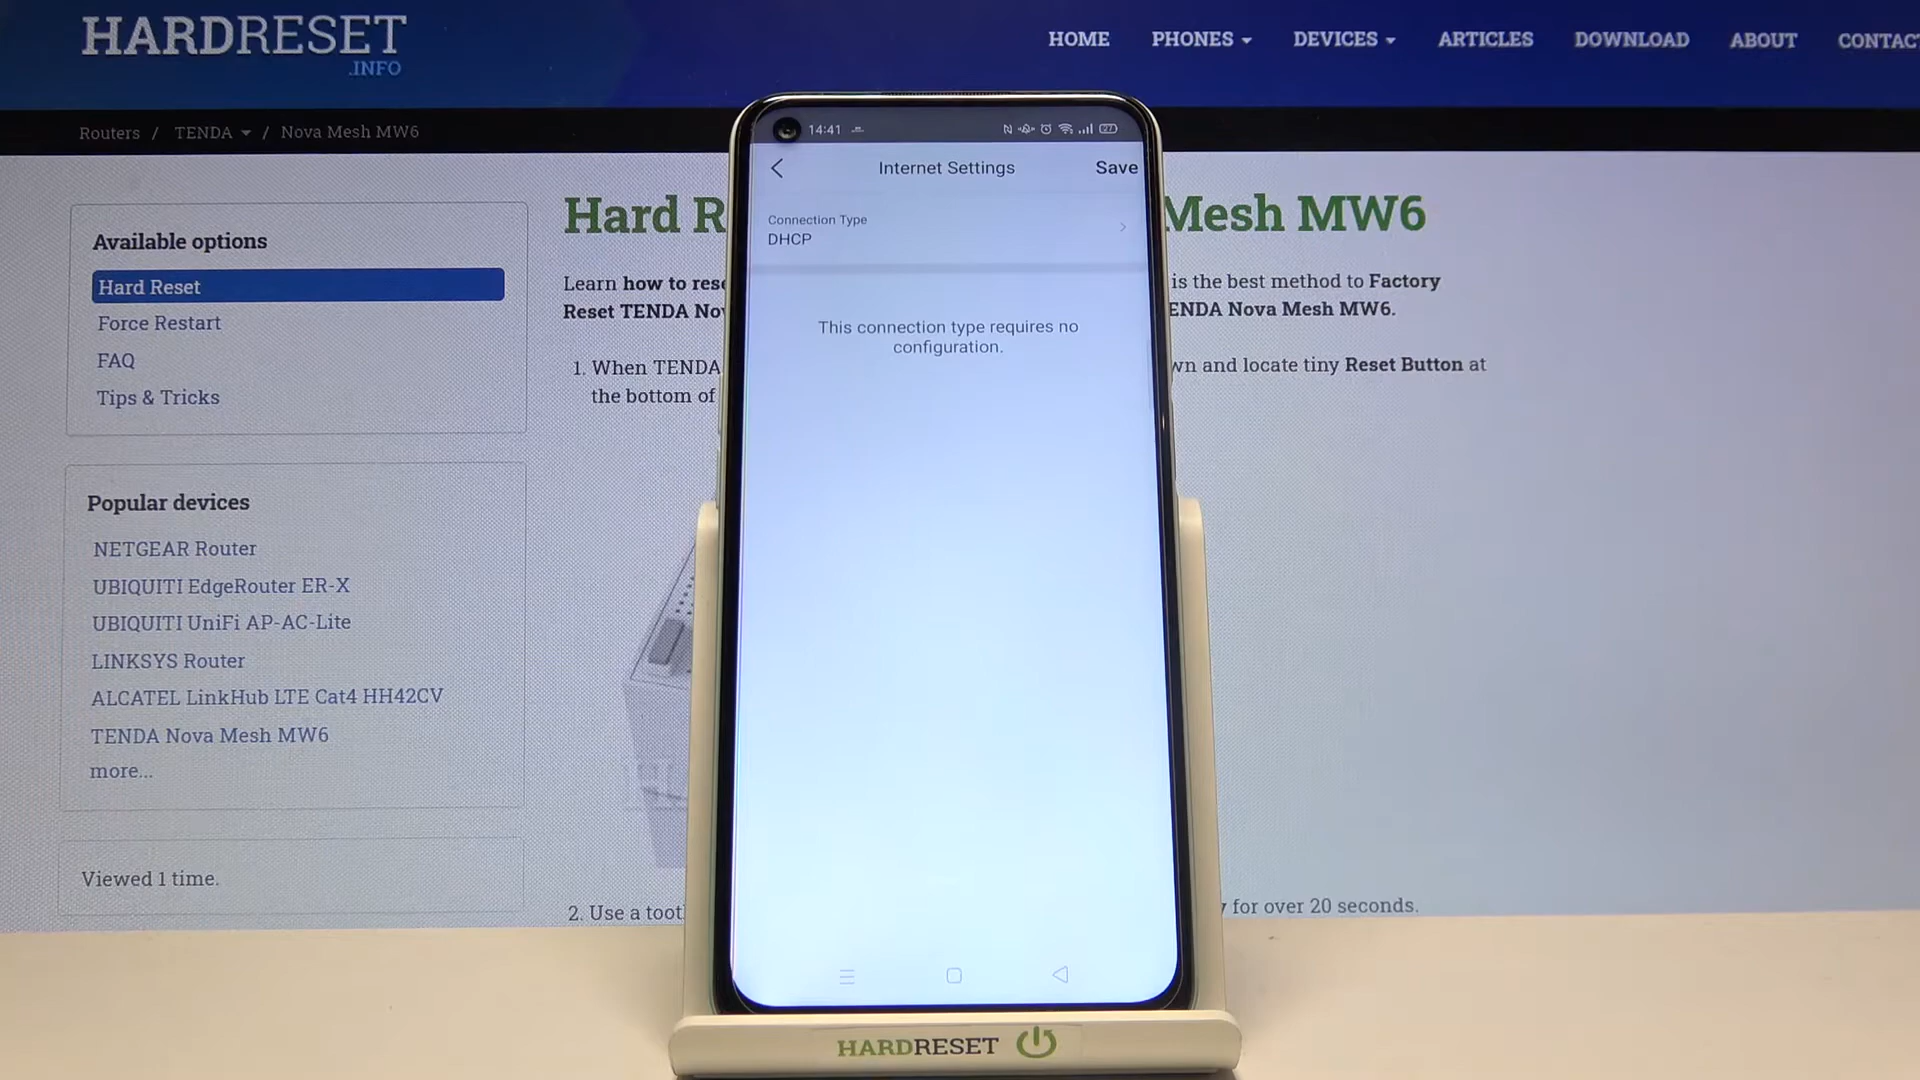 HARDRESET
.INFO
HOME PHONES DEVICES ARTICLES DOWNLOAD ABOUT CONTACT
Routers / TENDA / Nova Mesh MW6
Available options
Hard Reset
Force Restart
FAQ
Tips & Tricks
Popular devices
NETGEAR Router
UBIQUITI EdgeRouter ER-X
UBIQUITI UniFi AP-AC-Lite
LINKSYS Router
ALCATEL LinkHub LTE Cat4 HH42CV
TENDA Nova Mesh MW6
more...
Viewed 1 time.
Hard R Mesh MW6
Learn how to rese is the best method to Factory
Reset TENDA Nov ENDA Nova Mesh MW6.
1. When TENDA wn and locate tiny Reset Button at
the bottom of
2. Use a toot for over 20 seconds.
14:41
27
Internet Settings
Save
Connection Type
DHCP
This connection type requires no
configuration.
HARDRESET